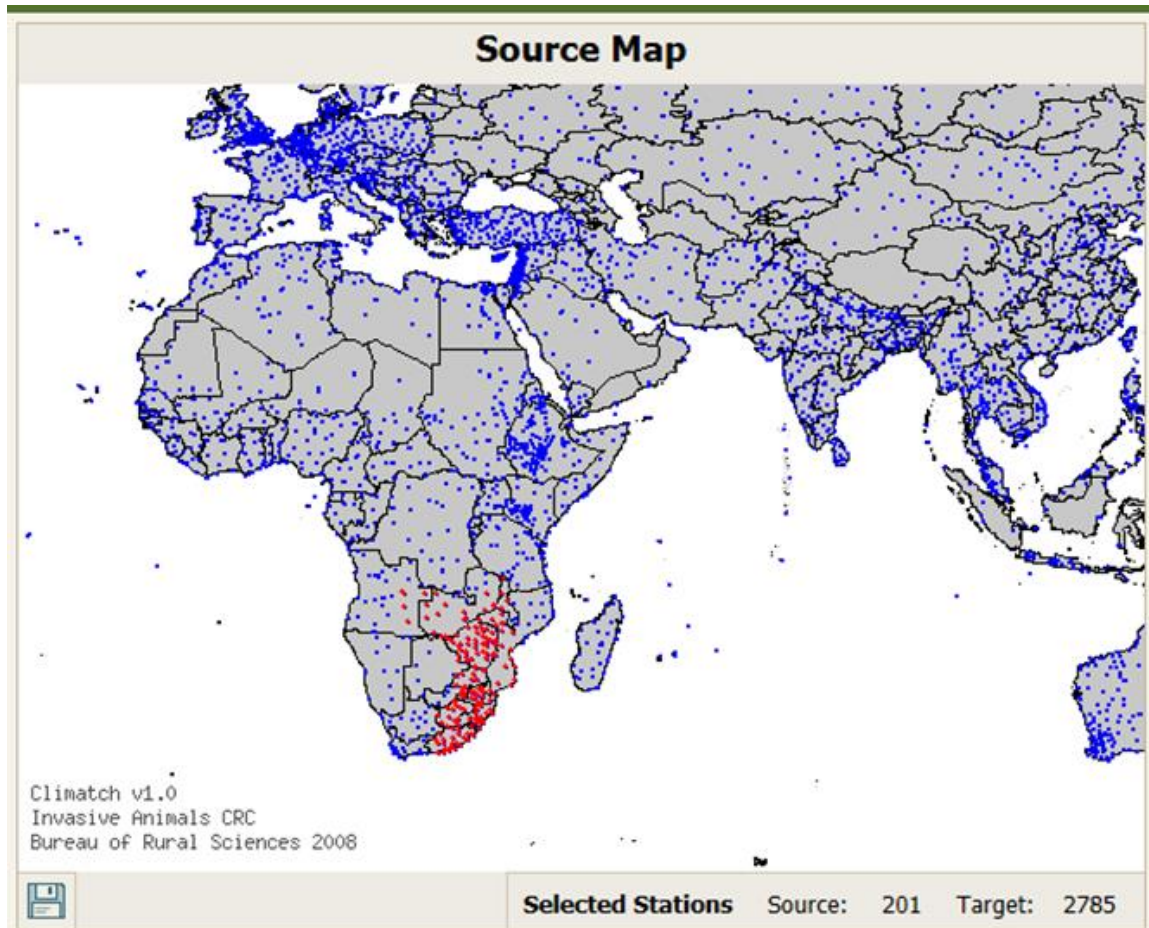 Source Map
Climatch v1.0
Invasive Animals CRC
Bureau of Rural Sciences 2008
Selected Stations Source: 201 Target: 2785